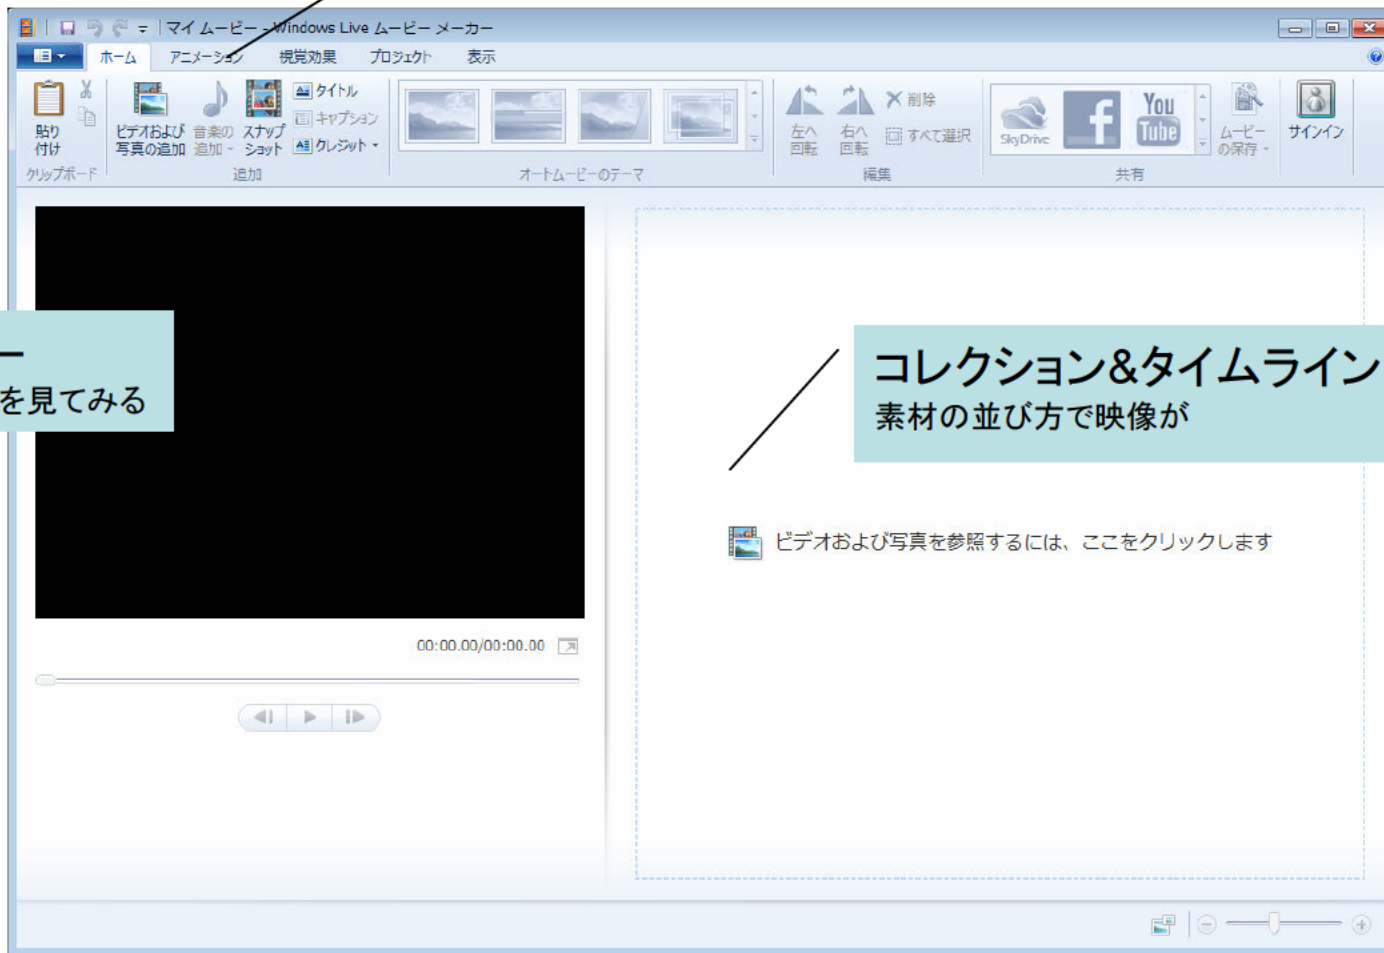 マイ ムービー - Windows Live ムービー メーカー
ホーム アニメーション 視覚効果 プロジェクト 表示
貼り
付け
クリップボード
ビデオおよび
写真の追加
音楽の
追加
スナップ
ショット
タイトル
キャプション
クレジット
追加
オートムービーのテーマ
左へ
回転
右へ
回転
削除
すべて選択
編集
SkyDrive
f
You
Tube
共有
ムービー
の保存
サインイン
ー
を見てみる
コレクション&タイムライン
素材の並び方で映像が
ビデオおよび写真を参照するには、ここをクリックします
00:00.00/00:00.00